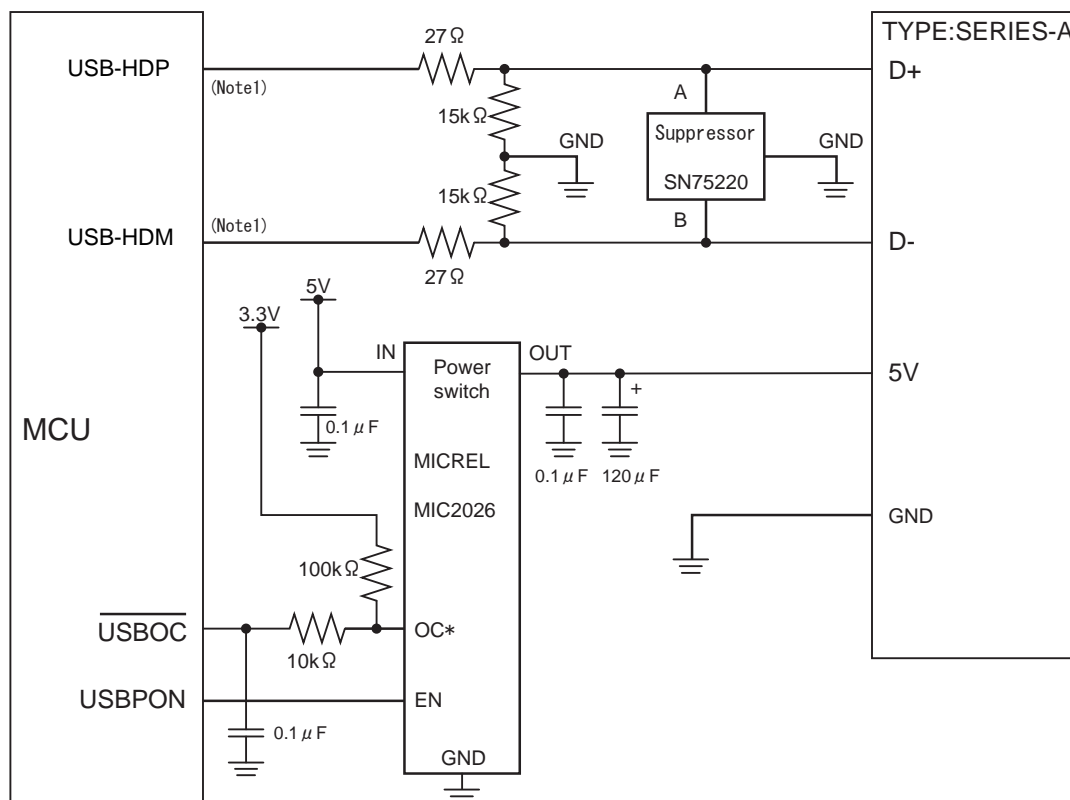 TYPE:SERIES-A
27Ω
USB-HDP
(Note1)
D+
A
15kΩ
Suppressor
GND
GND
SN75220
15kΩ
B
USB-HDM
(Note1)
D-
27Ω
5V
3.3V
IN
OUT
Power
switch
5V
+
0.1μF
MCU
MICREL
0.1μF
120μF
MIC2026
GND
100kΩ
USBOC
OC*
10kΩ
USBPON
EN
0.1μF
GND